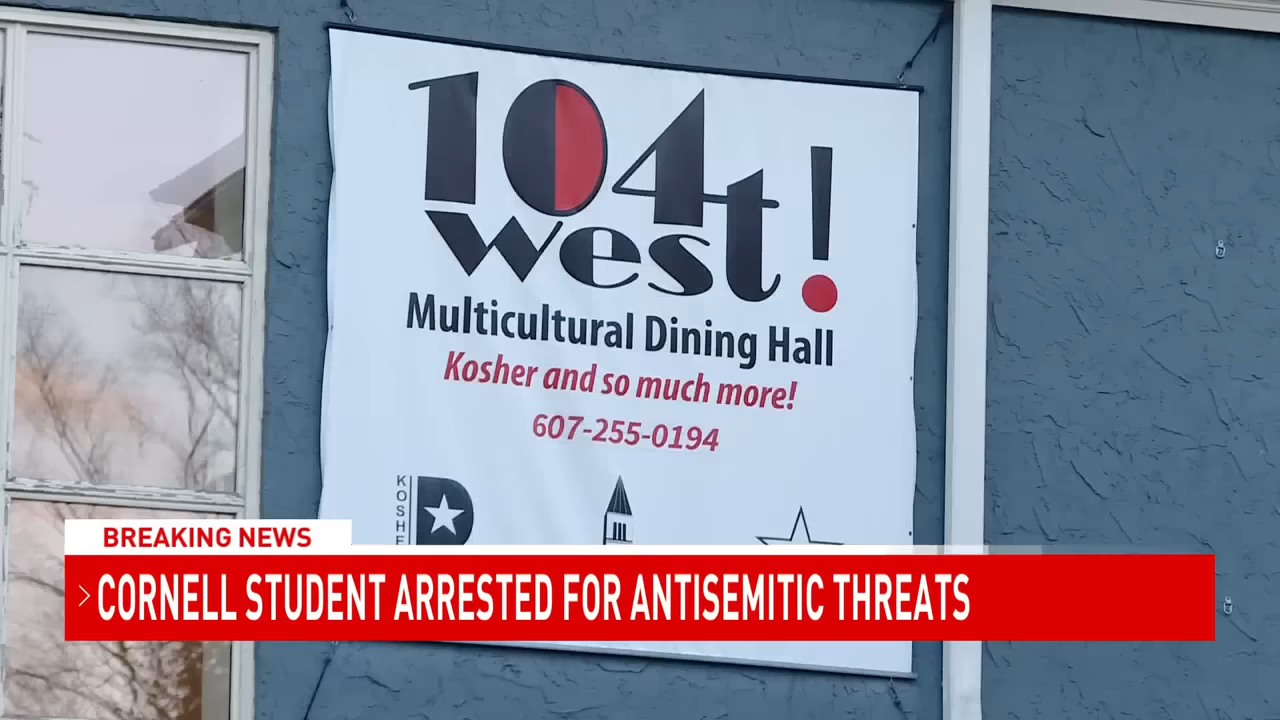 104
west!
Multicultural Dining Hall
Kosher and so much more!
607-255-0194
BREAKING NEWS
CORNELL STUDENT ARRESTED FOR ANTISEMITIC THREATS